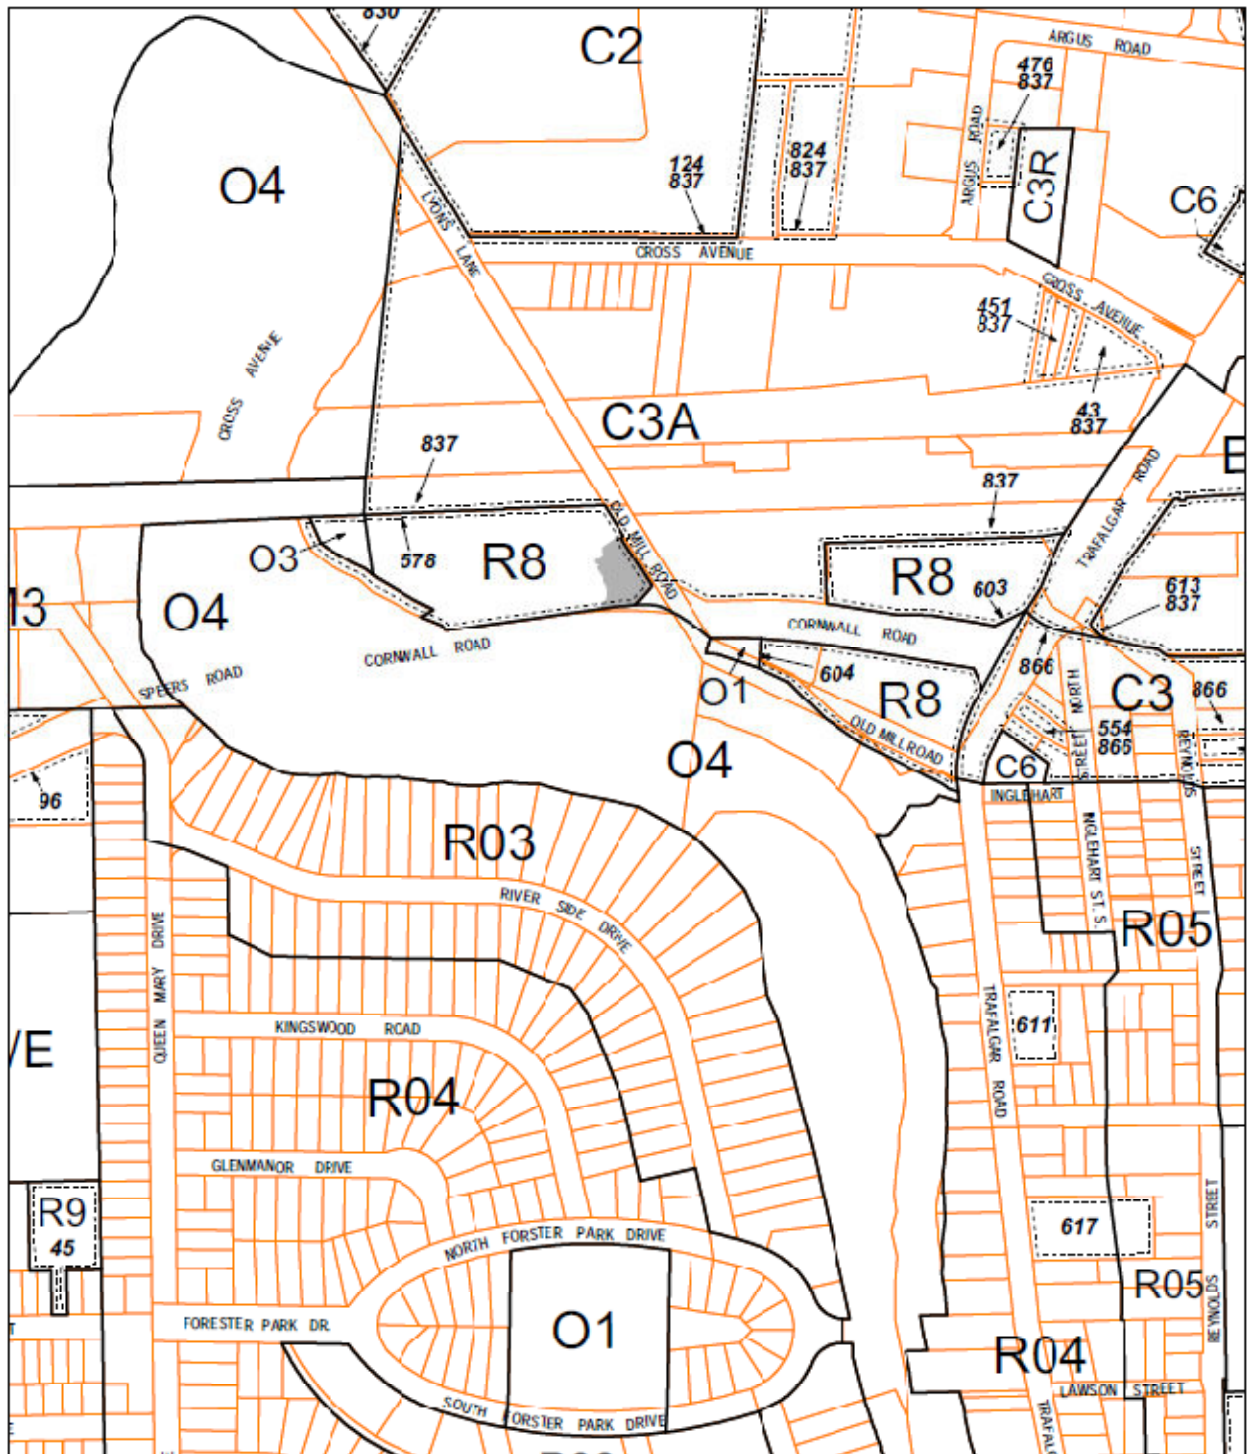 830
C2
ARGUS ROAD
476
837
O4
124
837
824
837
ARGUS ROAD
C3R
C6
LYONS LANE
CROSS AVENUE
CROSS AVENUE
451
837
CROSS AVENUE
43
837
C3A
837
837
TRAFALGAR ROAD
OLD MILL ROAD
O3
578
R8
R8
603
613
837
O4
CORNWALL ROAD
CORNWALL ROAD
SPEERS ROAD
O1
604
R8
866
NORTH
C3
866
554
866
STREET
OLD MILL ROAD
O4
C6
INGLEHART
REYNOLDS
STREET
96
R03
RIVER SIDE DRIVE
NGLEHART ST. S.
R05
QUEEN MARY DRIVE
KINGSWOOD ROAD
TRAFALGAR ROAD
611
/E
R04
GLENMANOR DRIVE
R9
45
NORTH FORSTER PARK DRIVE
617
STREET
R05
REYNOLDS
FORESTER PARK DR.
O1
R04
LAWSON STREET
SOUTH FORSTER PARK DRIVE